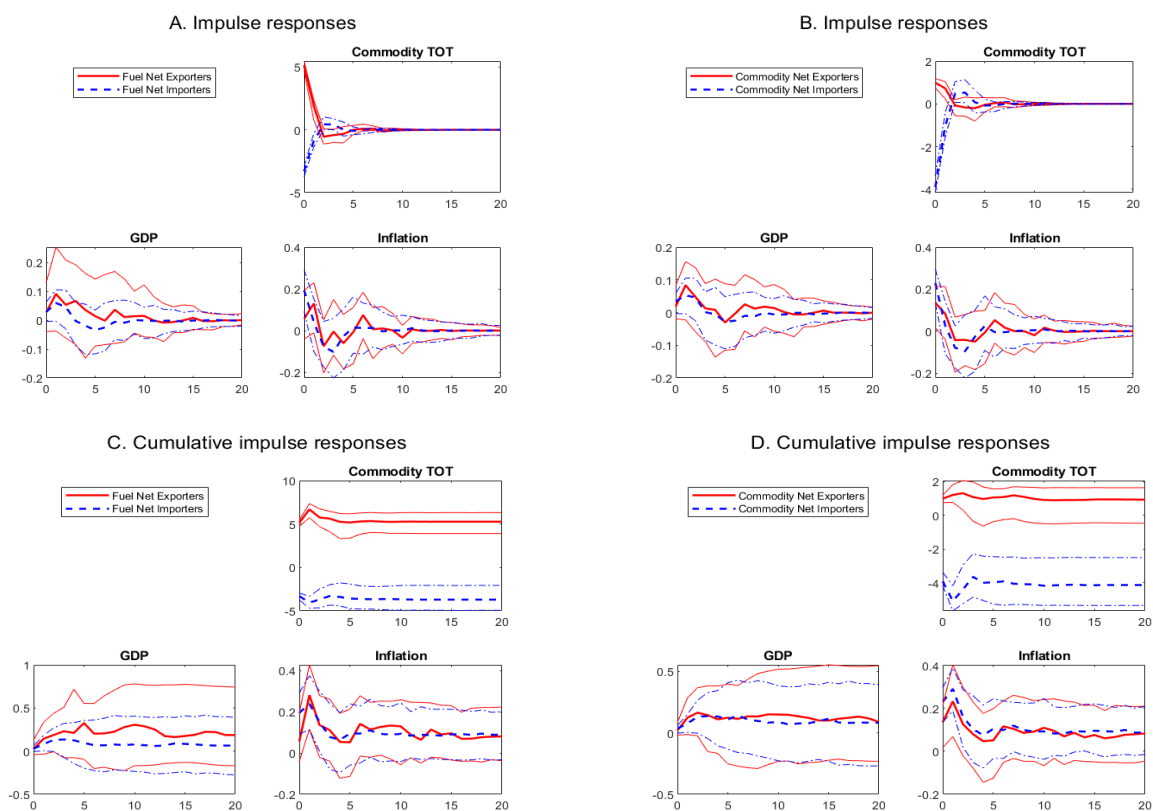 A. Impulse responses
Commodity TOT
Fuel Net Exporters
Fuel Net Importers
5
0
-5
0 5 10 15 20
GDP
0.2
0.1
0
-0.1
-0.2
0 5 10 15 20
Inflation
0.4
0.2
0
-0.2
0 5 10 15 20
B. Impulse responses
Commodity TOT
Commodity Net Exporters
Commodity Net Importers
2
0
-2
-4
0 5 10 15 20
GDP
0.2
0.1
0
-0.1
-0.2
0 5 10 15 20
Inflation
0.4
0.2
0
-0.2
0 5 10 15 20
C. Cumulative impulse responses
Commodity TOT
Fuel Net Exporters
Fuel Net Importers
10
5
0
-5
0 5 10 15 20
GDP
1
0.5
0
-0.5
0 5 10 15 20
Inflation
0.4
0.2
0
-0.2
0 5 10 15 20
D. Cumulative impulse responses
Commodity TOT
Commodity Net Exporters
Commodity Net Importers
2
0
-2
-4
0 5 10 15 20
GDP
0.5
0
-0.5
0 5 10 15 20
Inflation
0.4
0.2
0
-0.2
0 5 10 15 20